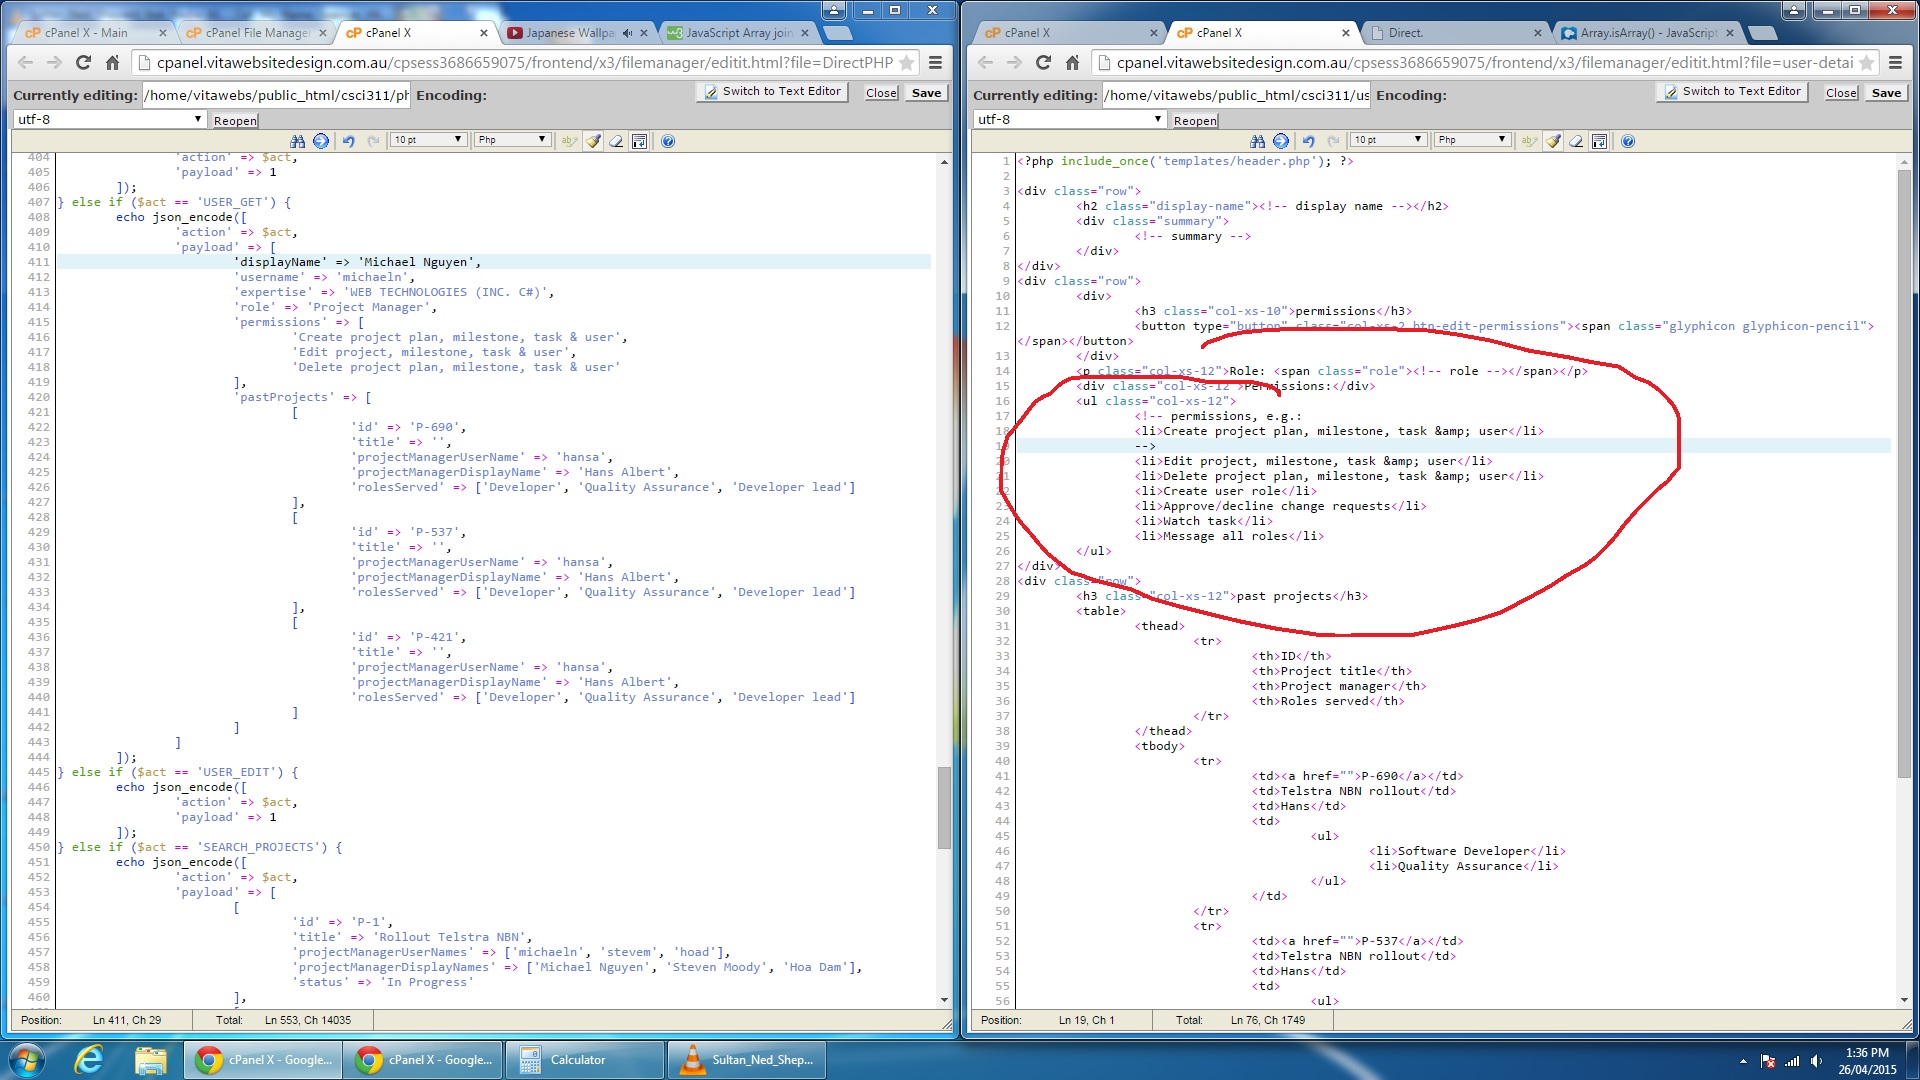 cPanel X - Main
cPanel File Manager
cPanel X
Japanese Wallpa
JavaScript Array join
cpanel.vitawebsitedesign.com.au/cpsess3686659075/frontend/x3/filemanager/editit.html?file=DirectPHP
Currently editing: /home/vitawebs/public_html/csci311/ph Encoding:
Switch to Text Editor Close Save
utf-8 Reopen
10 pt Php
404 'action' => $act,
405 'payload' => 1
406 ]);
407 } else if ($act == 'USER_GET') {
408 echo json_encode([
409 'action' => $act,
410 'payload' => [
411 'displayName' => 'Michael Nguyen',
412 'username' => 'michaeln',
413 'expertise' => 'WEB TECHNOLOGIES (INC. C#)',
414 'role' => 'Project Manager',
415 'permissions' => [
416 'Create project plan, milestone, task & user',
417 'Edit project, milestone, task & user',
418 'Delete project plan, milestone, task & user'
419 ],
420 'pastProjects' => [
421 [
422 'id' => 'P-690',
423 'title' => '',
424 'projectManagerUserName' => 'hansa',
425 'projectManagerDisplayName' => 'Hans Albert',
426 'rolesServed' => ['Developer', 'Quality Assurance', 'Developer lead']
427 ],
428 [
429 'id' => 'P-537',
430 'title' => '',
431 'projectManagerUserName' => 'hansa',
432 'projectManagerDisplayName' => 'Hans Albert',
433 'rolesServed' => ['Developer', 'Quality Assurance', 'Developer lead']
434 ],
435 [
436 'id' => 'P-421',
437 'title' => '',
438 'projectManagerUserName' => 'hansa',
439 'projectManagerDisplayName' => 'Hans Albert',
440 'rolesServed' => ['Developer', 'Quality Assurance', 'Developer lead']
441 ]
442 ]
443 ]
444 ]);
445 } else if ($act == 'USER_EDIT') {
446 echo json_encode([
447 'action' => $act,
448 'payload' => 1
449 ]);
450 } else if ($act == 'SEARCH_PROJECTS') {
451 echo json_encode([
452 'action' => $act,
453 'payload' => [
454 [
455 'id' => 'P-1',
456 'title' => 'Rollout Telstra NBN',
457 'projectManagerUserNames' => ['michaeln', 'stevem', 'hoad'],
458 'projectManagerDisplayNames' => ['Michael Nguyen', 'Steven Moody', 'Hoa Dam'],
459 'status' => 'In Progress'
460 ],
Position: Ln 411, Ch 29 Total: Ln 553, Ch 14035
cPanel X
cPanel X
Direct.
Array.isArray() - JavaScript
cpanel.vitawebsitedesign.com.au/cpsess3686659075/frontend/x3/filemanager/editit.html?file=user-detai
Currently editing: /home/vitawebs/public_html/csci311/us Encoding:
Switch to Text Editor Close Save
utf-8 Reopen
10 pt Php
1 <?php include_once('templates/header.php'); ?>
2
3 <div class="row">
4 <h2 class="display-name"><!-- display name --></h2>
5 <div class="summary">
6 <!-- summary -->
7 </div>
8 </div>
9 <div class="row">
10 <div>
11 <h3 class="col-xs-10">permissions</h3>
12 <button type="button" class="col-xs-2 btn-edit-permissions"><span class="glyphicon glyphicon-pencil">
</span></button>
13 </div>
14 <p class="col-xs-12">Role: <span class="role"><!-- role --></span></p>
15 <div class="col-xs-12">Permissions:</div>
16 <ul class="col-xs-12">
17 <!-- permissions, e.g.:
18 <li>Create project plan, milestone, task &amp; user</li>
19 -->
20 <li>Edit project, milestone, task &amp; user</li>
21 <li>Delete project plan, milestone, task &amp; user</li>
22 <li>Create user role</li>
23 <li>Approve/decline change requests</li>
24 <li>Watch task</li>
25 <li>Message all roles</li>
26 </ul>
27 </div>
28 <div class="row">
29 <h3 class="col-xs-12">past projects</h3>
30 <table>
31 <thead>
32 <tr>
33 <th>ID</th>
34 <th>Project title</th>
35 <th>Project manager</th>
36 <th>Roles served</th>
37 </tr>
38 </thead>
39 <tbody>
40 <tr>
41 <td><a href="">P-690</a></td>
42 <td>Telstra NBN rollout</td>
43 <td>Hans</td>
44 <td>
45 <ul>
46 <li>Software Developer</li>
47 <li>Quality Assurance</li>
48 </ul>
49 </td>
50 </tr>
51 <tr>
52 <td><a href="">P-537</a></td>
53 <td>Telstra NBN rollout</td>
54 <td>Hans</td>
55 <td>
56 <ul>
Position: Ln 19, Ch 1 Total: Ln 76, Ch 1749
cPanel X - Google...
cPanel X - Google...
Calculator
Sultan_Ned_Shep...
1:36 PM
26/04/2015